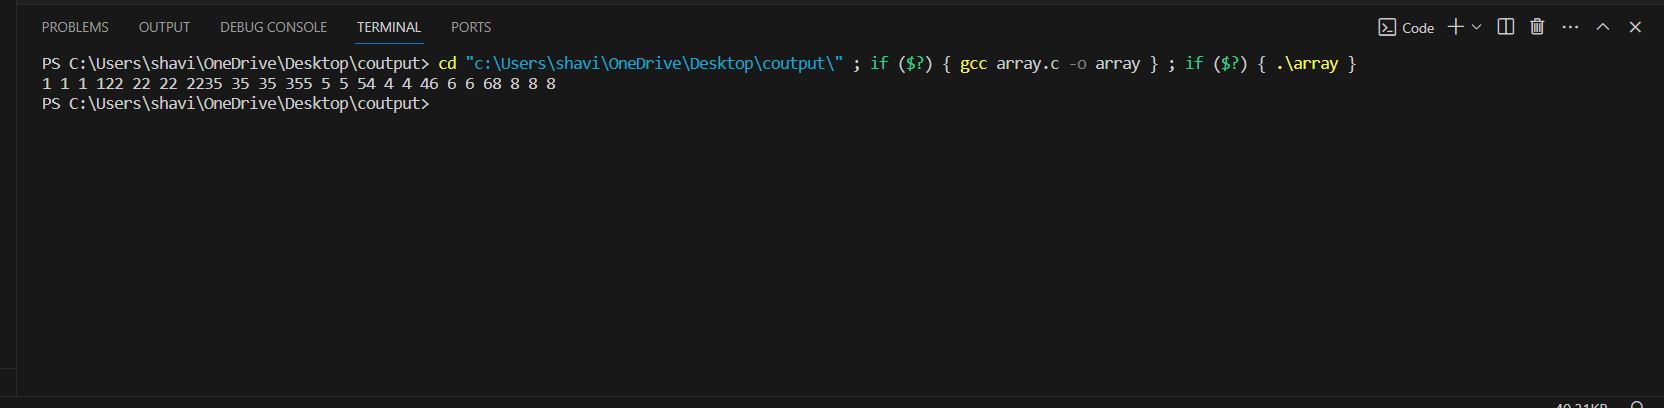 PROBLEMS OUTPUT DEBUG CONSOLE TERMINAL PORTS Code
PS C:\Users\shavi\OneDrive\Desktop\coutput> cd "c:\Users\shavi\OneDrive\Desktop\coutput\" ; if ($?) { gcc array.c -o array } ; if ($?) { .\array }
1 1 1 122 22 22 2235 35 35 355 5 5 54 4 4 46 6 6 68 8 8 8
PS C:\Users\shavi\OneDrive\Desktop\coutput>